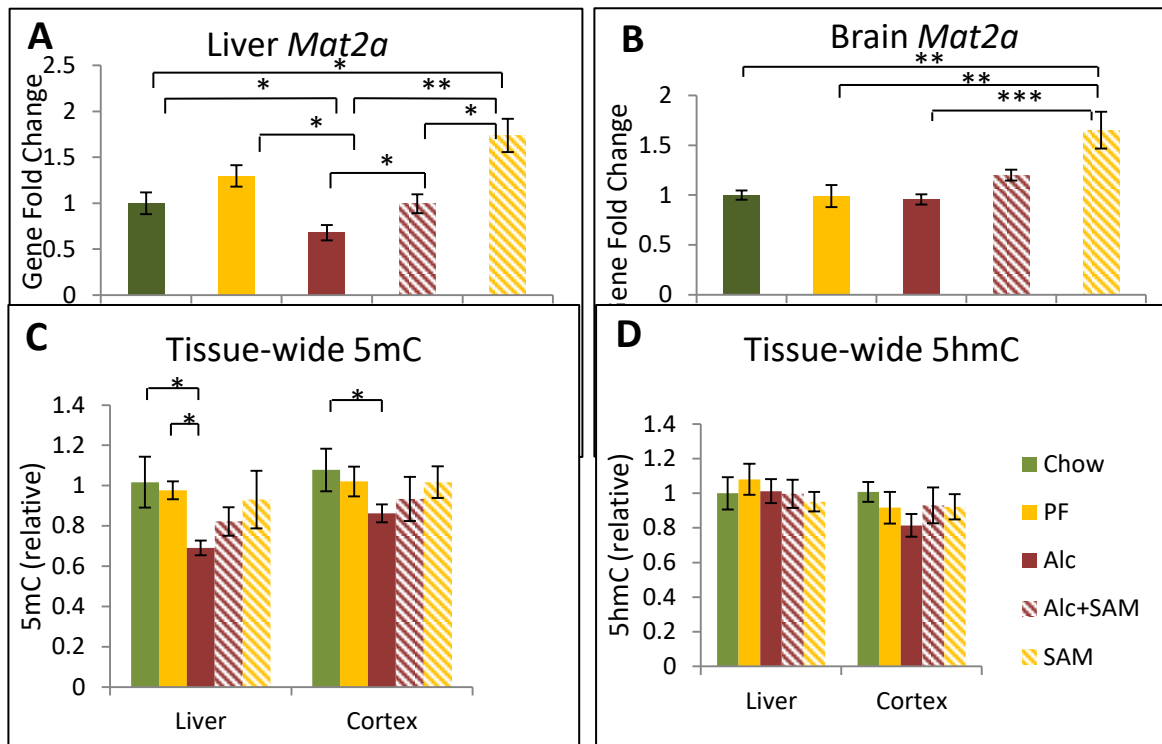 A
Liver Mat2a
Gene Fold Change
2.5
2
1.5
1
0.5
0
*
*
**
*
*
*
B
Brain Mat2a
Gene Fold Change
2
1.5
1
0.5
0
**
**
***
C
Tissue-wide 5mC
5mC (relative)
1.4
1.2
1
0.8
0.6
0.4
0.2
0
*
*
*
Liver
Cortex
D
Tissue-wide 5hmC
5hmC (relative)
1.4
1.2
1
0.8
0.6
0.4
0.2
0
Liver
Cortex
Chow
PF
Alc
Alc+SAM
SAM